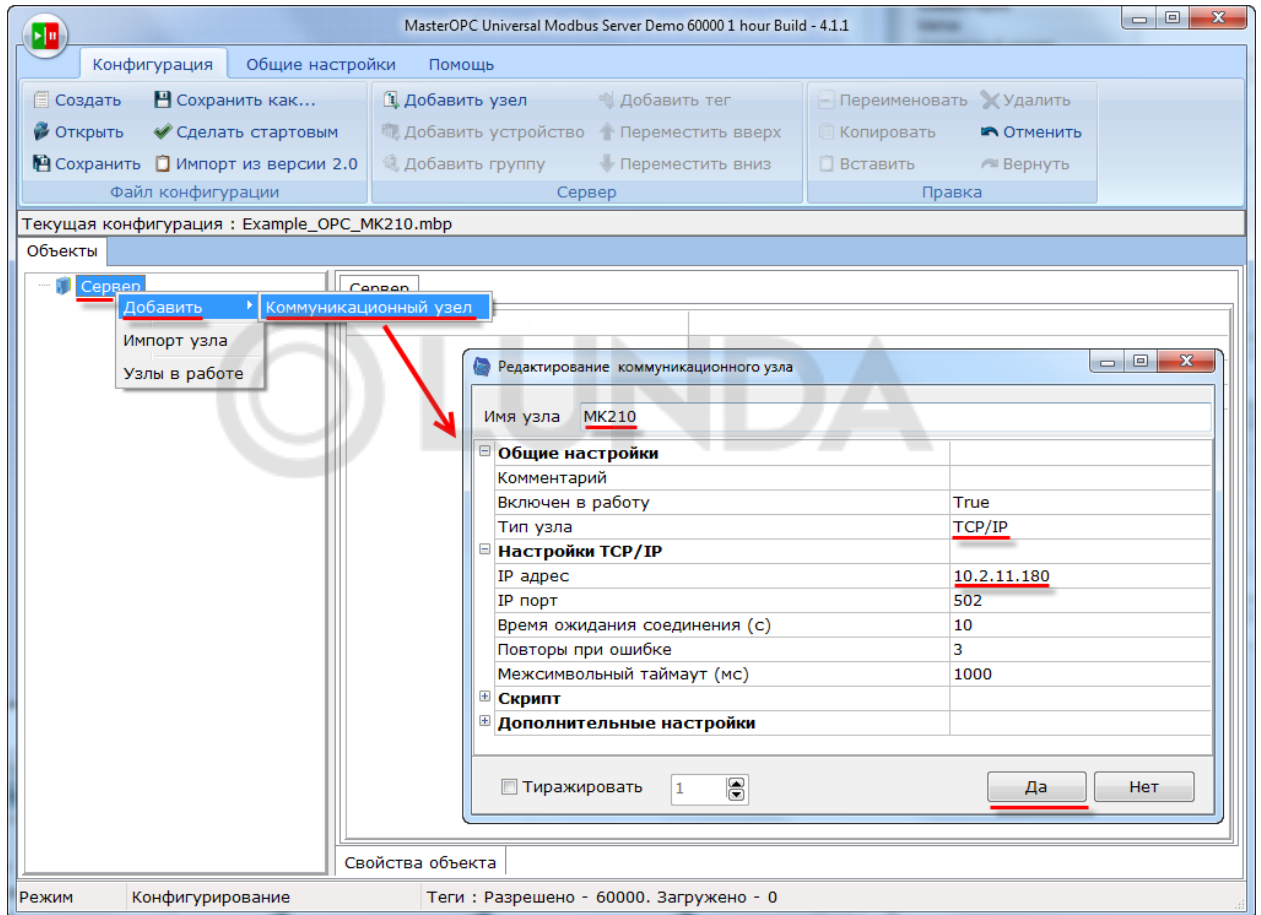 MasterOPC Universal Modbus Server Demo 60000 1 hour Build - 4.1.1
Конфигурация Общие настройки Помощь
Создать Сохранить как... Добавить узел Добавить тег Переименовать Удалить
Открыть Сделать стартовым Добавить устройство Переместить вверх Копировать Отменить
Сохранить Импорт из версии 2.0 Добавить группу Переместить вниз Вставить Вернуть
Файл конфигурации Сервер Правка
Текущая конфигурация : Example_OPC_MK210.mbp
Объекты
Сервер Сервер
Добавить Коммуникационный узел
Импорт узла
Узлы в работе
LUNDA
Редактирование коммуникационного узла
Имя узла МК210
Общие настройки
Комментарий
Включен в работу True
Тип узла TCP/IP
Настройки TCP/IP
IP адрес 10.2.11.180
IP порт 502
Время ожидания соединения (с) 10
Повторы при ошибке 3
Межсимвольный таймаут (мс) 1000
Скрипт
Дополнительные настройки
Тиражировать 1 Да Нет
Свойства объекта
Режим Конфигурирование Теги : Разрешено - 60000. Загружено - 0